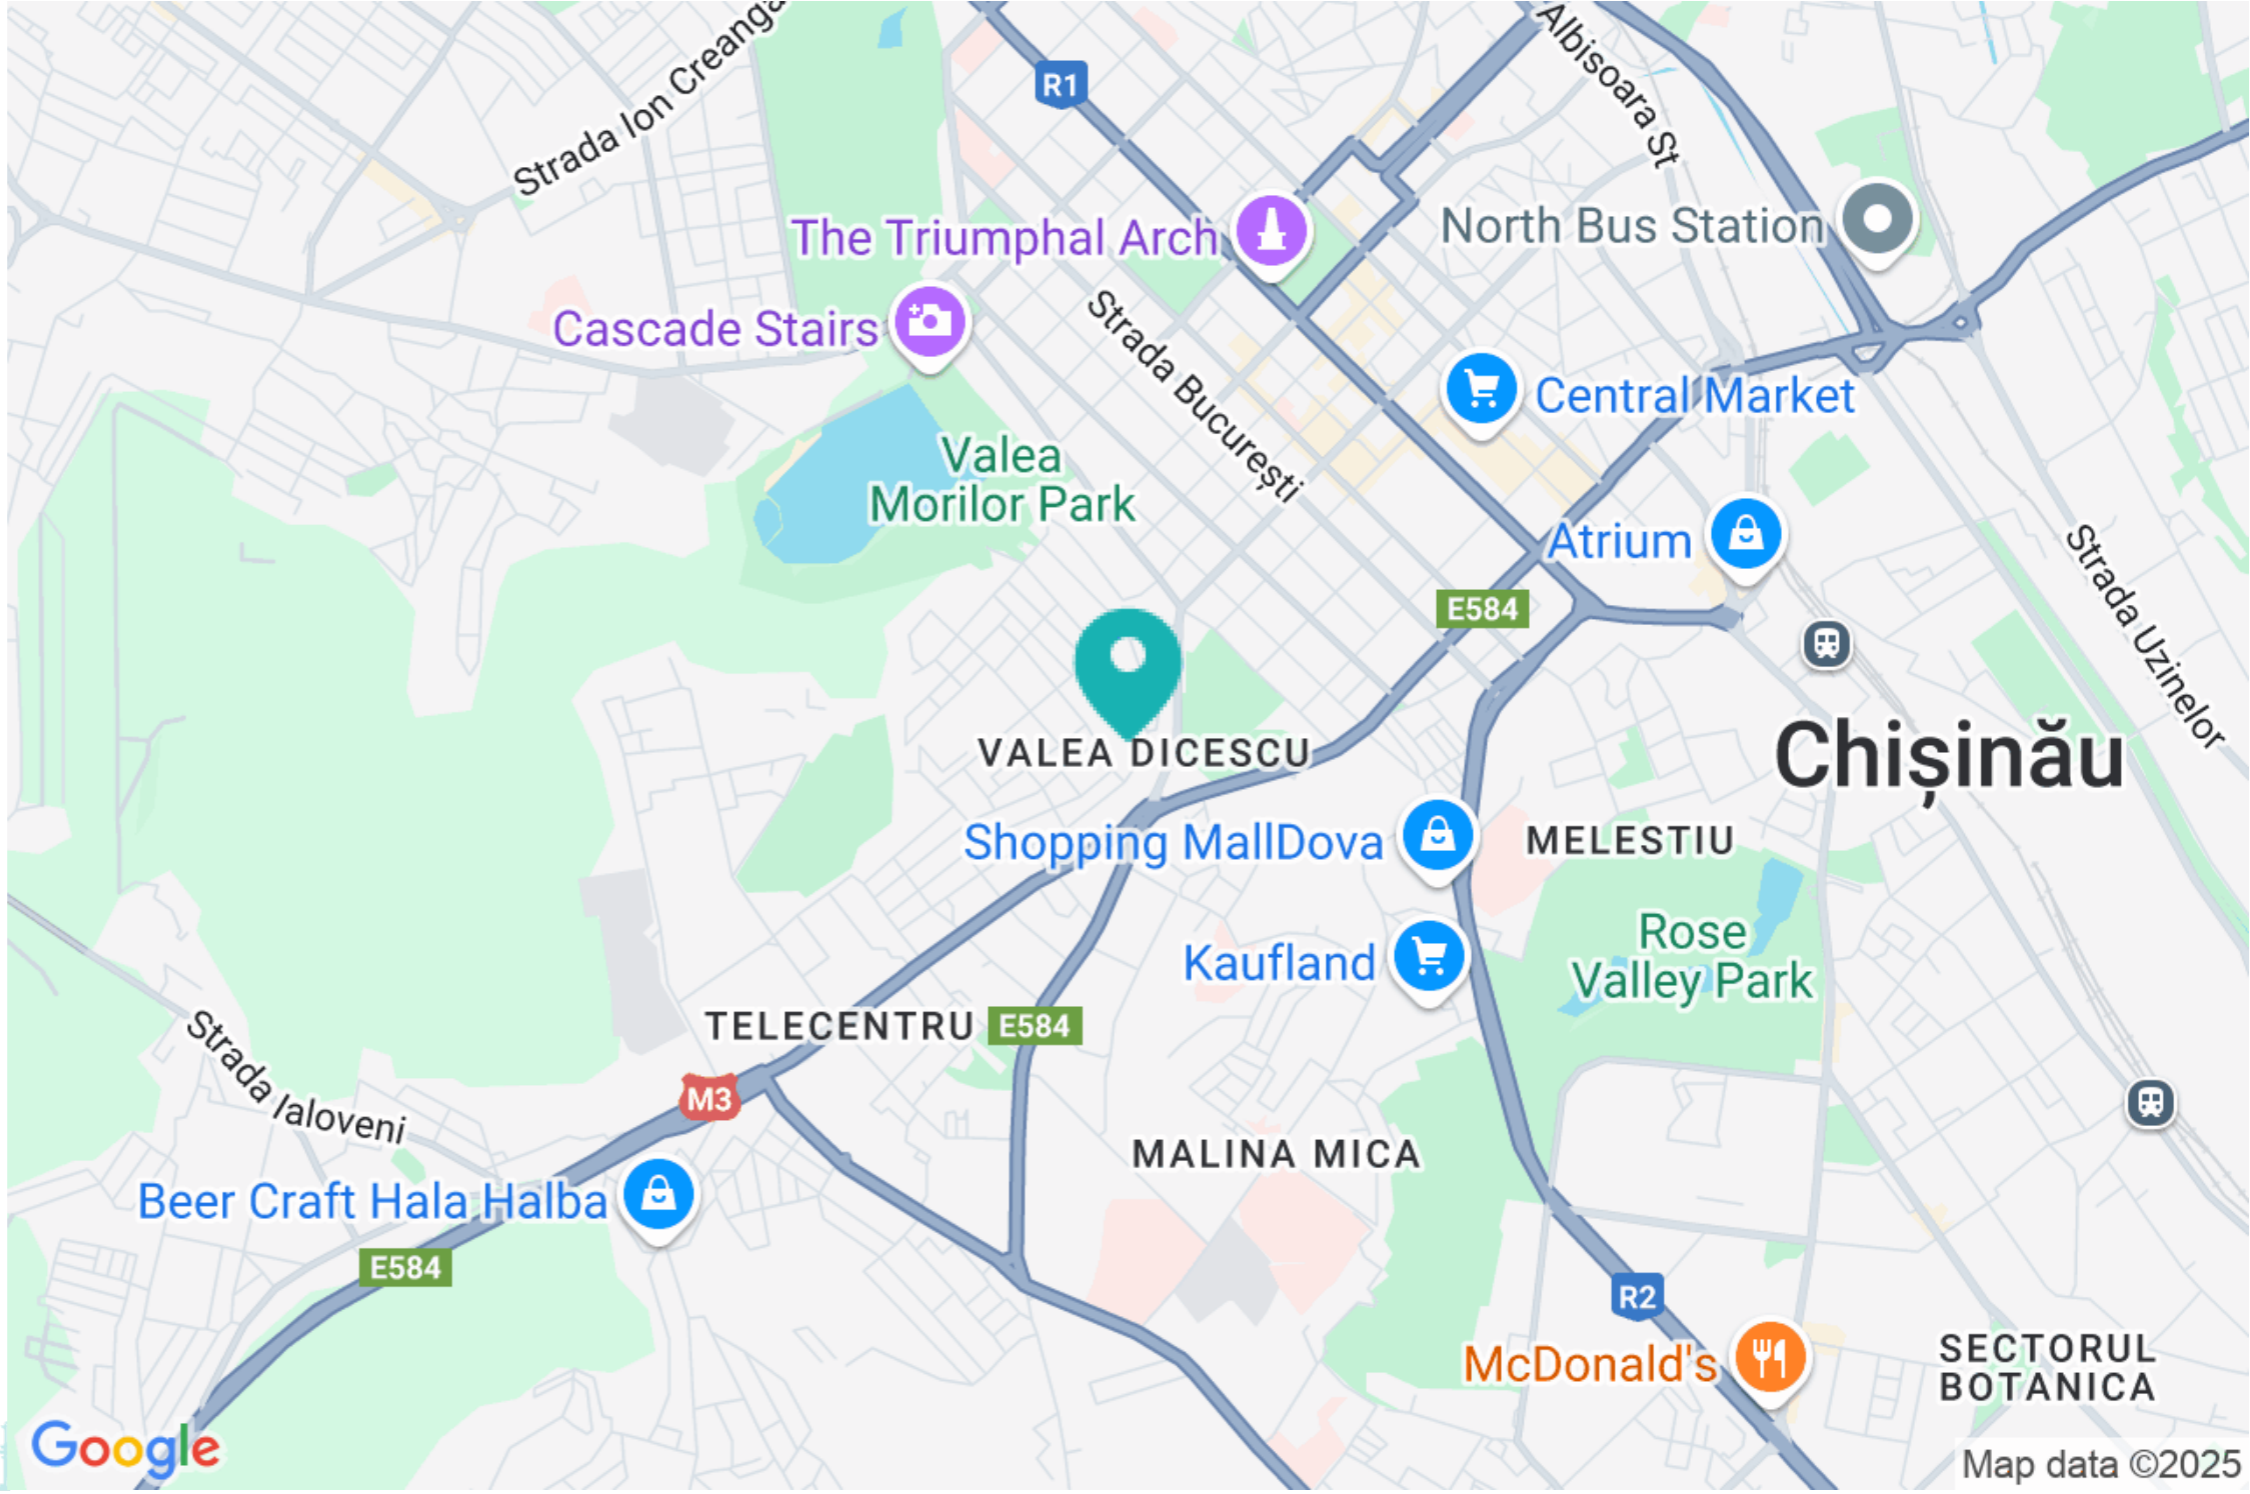 Strada Ion Creangă
R1
Albisoara St
The Triumphal Arch
North Bus Station
Cascade Stairs
Strada București
Central Market
Valea
Morilor Park
Atrium
E584
Strada Uzinelor
VALEA DICESCU
Chișinău
Shopping MallDova
MELESTIU
Kaufland
Rose
Valley Park
TELECENTRU
E584
Strada Ialoveni
M3
MALINA MICA
Beer Craft Hala Halba
E584
R2
McDonald's
SECTORUL
BOTANICA
Google
Map data ©2025